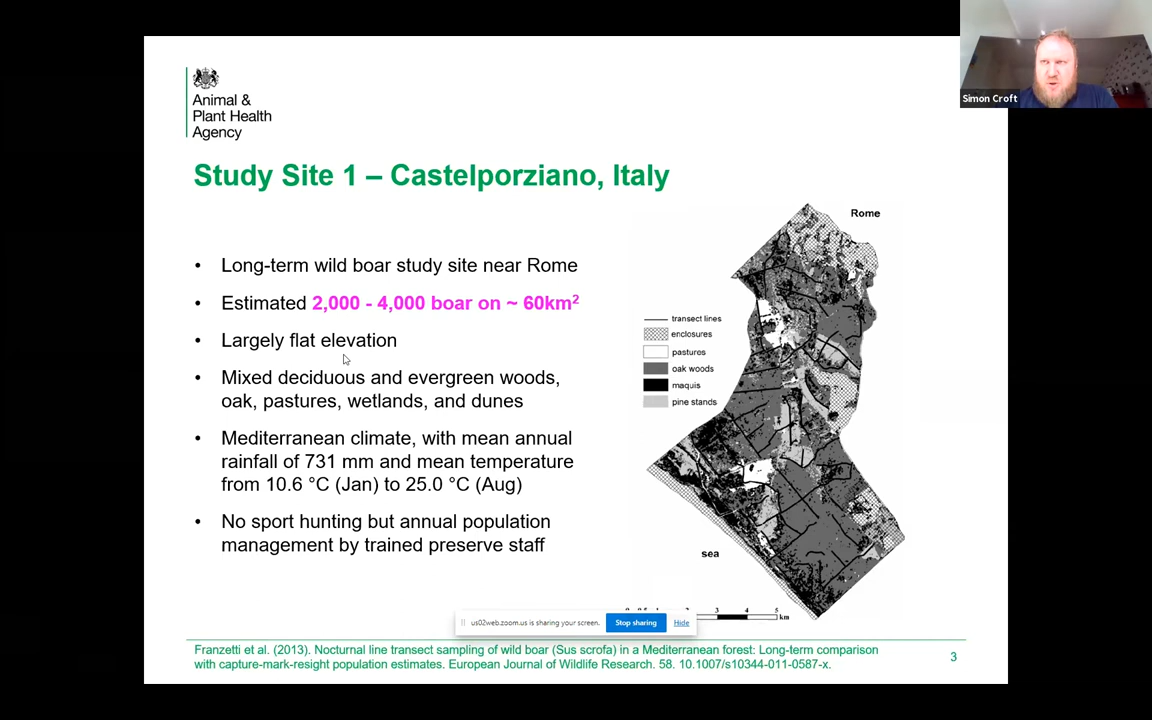 Simon Croft
Animal &
Plant Health
Agency
Study Site 1 – Castelporziano, Italy
• Long-term wild boar study site near Rome
• Estimated 2,000 - 4,000 boar on ~ 60km²
• Largely flat elevation
• Mixed deciduous and evergreen woods,
oak, pastures, wetlands, and dunes
• Mediterranean climate, with mean annual
rainfall of 731 mm and mean temperature
from 10.6 °C (Jan) to 25.0 °C (Aug)
• No sport hunting but annual population
management by trained preserve staff
Rome
transect lines
enclosures
pastures
oak woods
maquis
pine stands
sea
3 4 5
km
us02web.zoom.us is sharing your screen.
Stop sharing
Hide
Franzetti et al. (2013). Nocturnal line transect sampling of wild boar (Sus scrofa) in a Mediterranean forest: Long-term comparison
with capture-mark-resight population estimates. European Journal of Wildlife Research. 58. 10.1007/s10344-011-0587-x.
3